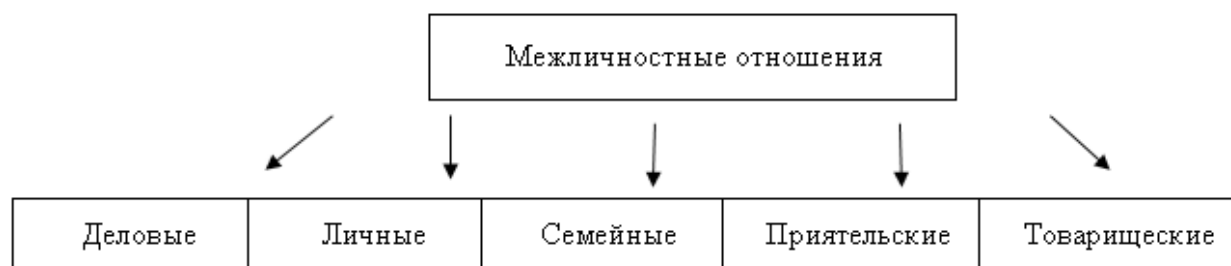 Межличностные отношения
Деловые Личные Семейные Приятельские Товарищеские